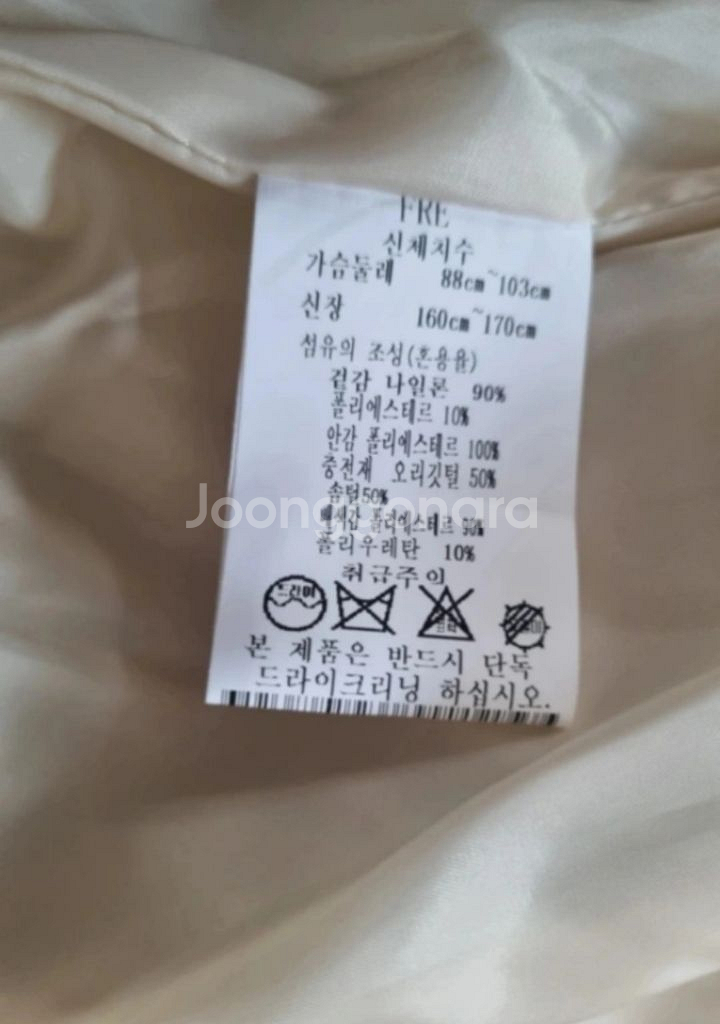 FRE
신체치수
가슴둘레 88cm~103cm
신장 160cm~170cm
섬유의 조성(혼용율)
겉감 나일론 90%
폴리에스테르 10%
안감 폴리에스테르 100%
충전재 오리깃털 50%
솜털50%
Joonggonara
배색감 폴리에스테르 90%
폴리우레탄 10%
취급주의
드라이
본 제품은 반드시 단독
드라이크리닝 하십시오.